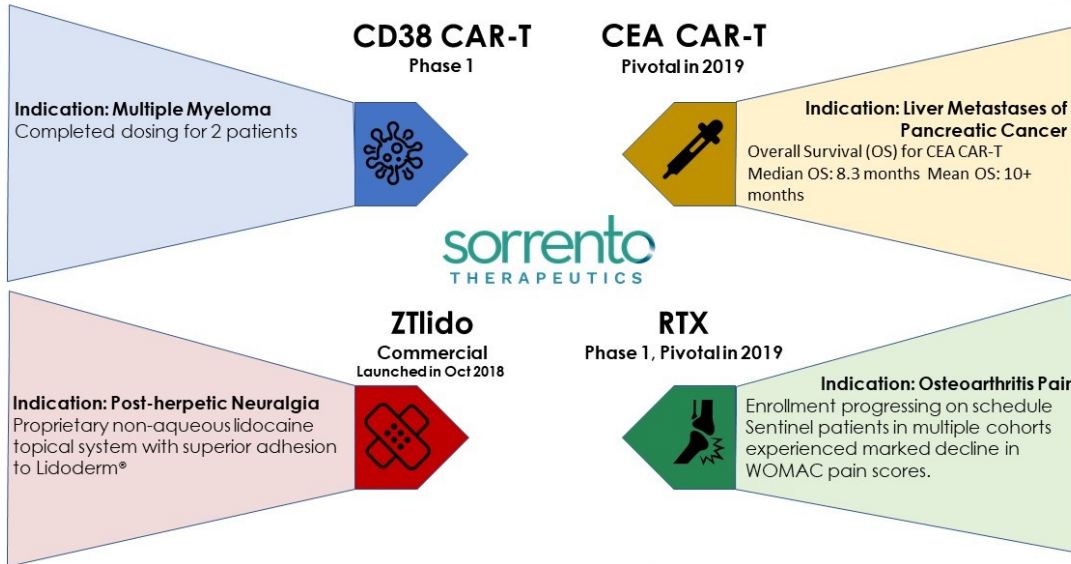 CD38 CAR-T
Phase 1
Indication: Multiple Myeloma
Completed dosing for 2 patients
CEA CAR-T
Pivotal in 2019
Indication: Liver Metastases of
Pancreatic Cancer
Overall Survival (OS) for CEA CAR-T
Median OS: 8.3 months Mean OS: 10+
months
sorrento
THERAPEUTICS
ZTlido
Commercial
Launched in Oct 2018
Indication: Post-herpetic Neuralgia
Proprietary non-aqueous lidocaine
topical system with superior adhesion
to Lidoderm®
RTX
Phase 1, Pivotal in 2019
Indication: Osteoarthritis Pain
Enrollment progressing on schedule
Sentinel patients in multiple cohorts
experienced marked decline in
WOMAC pain scores.